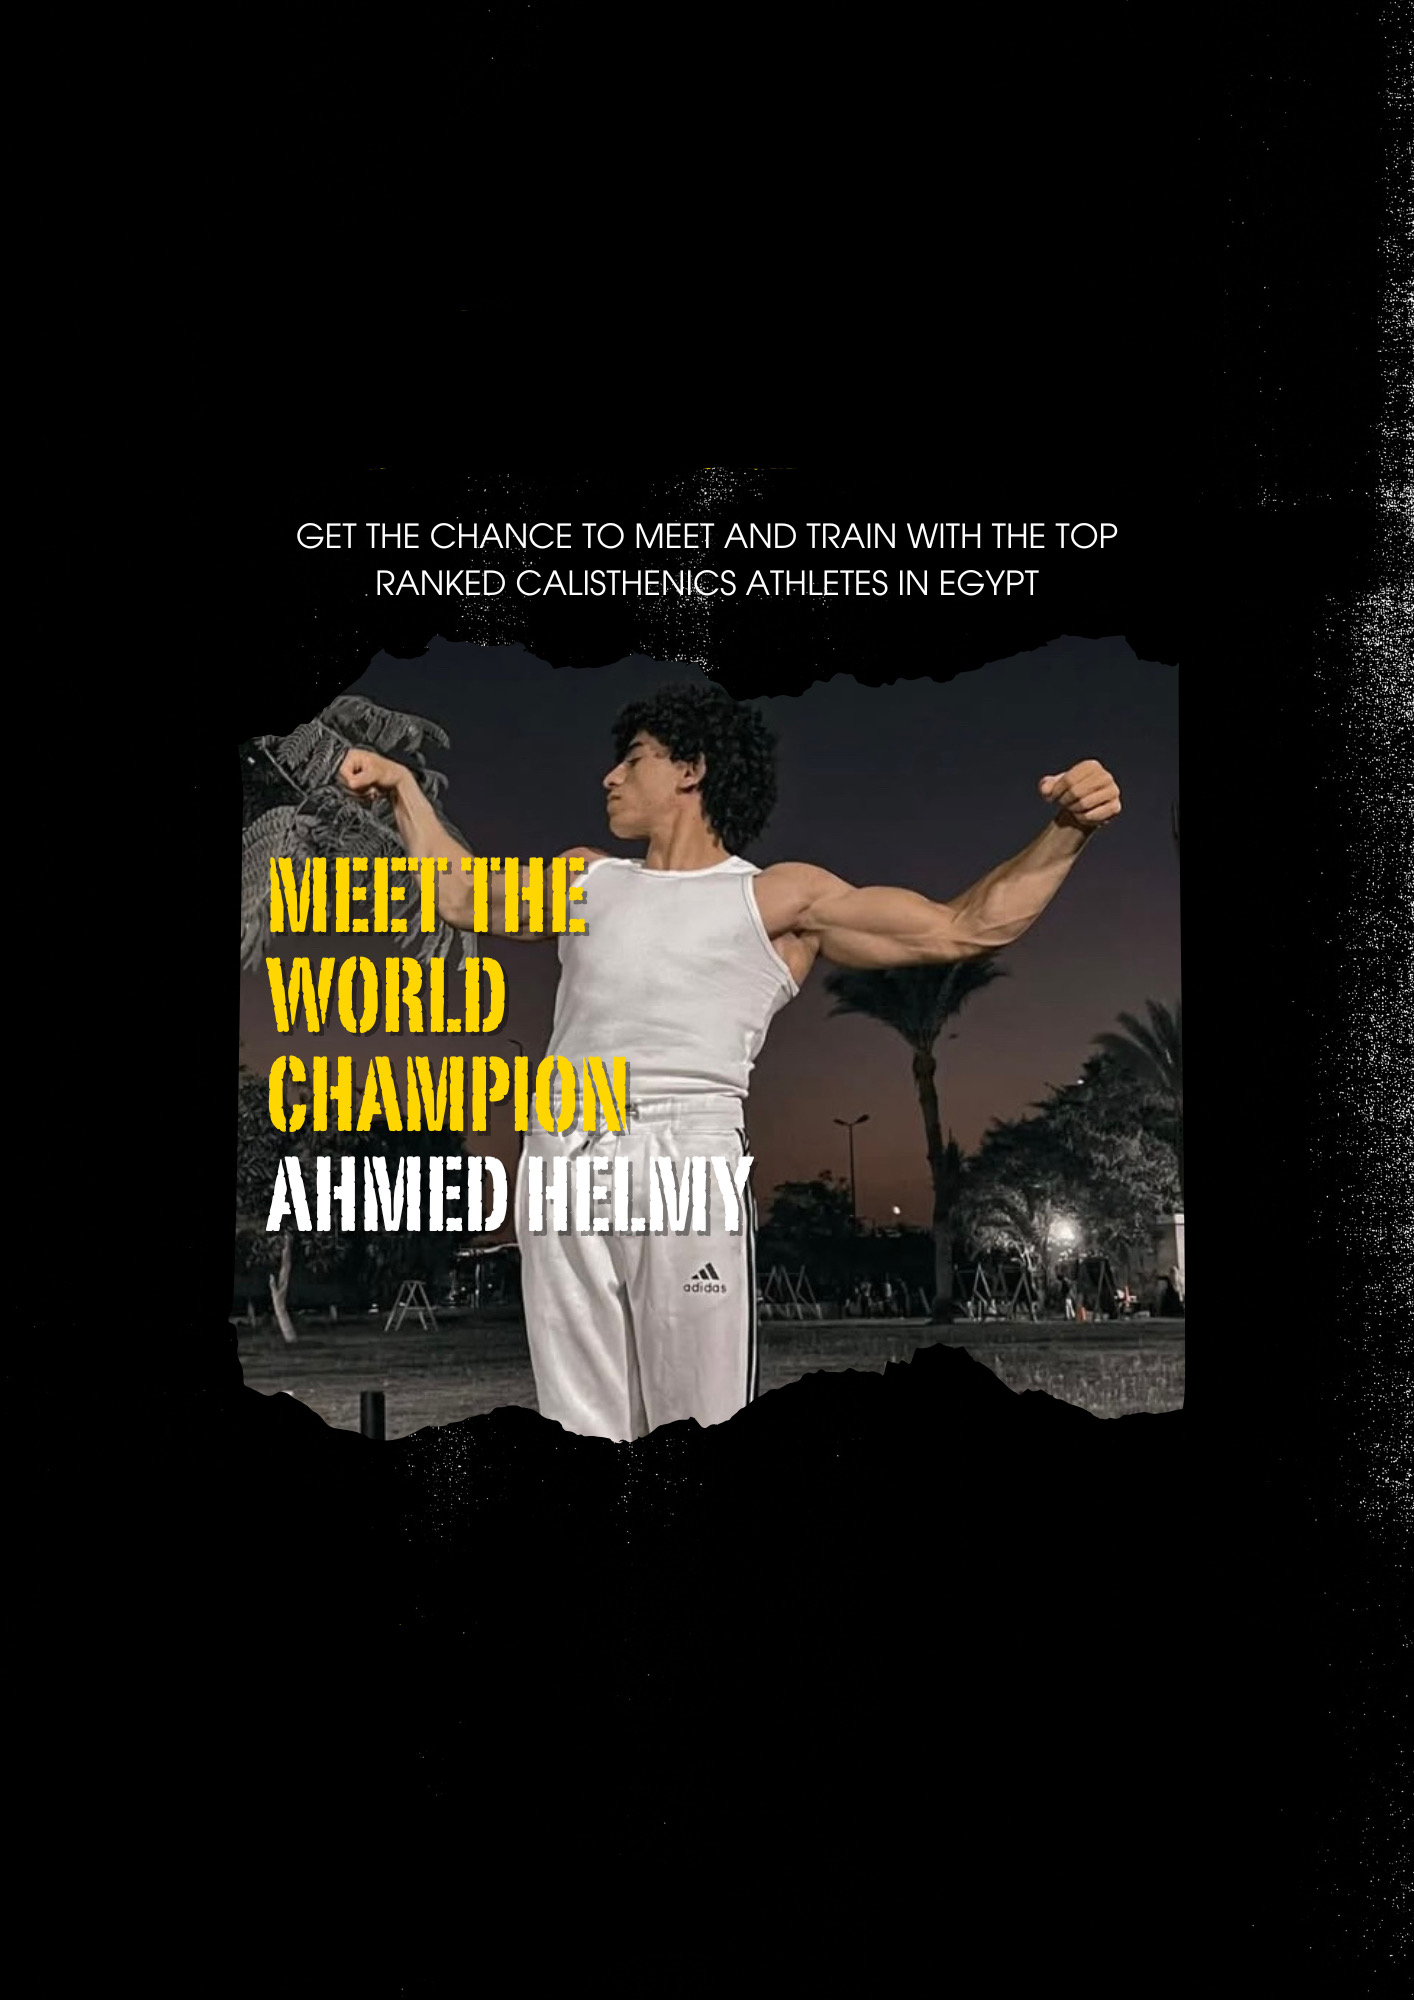 GET THE CHANCE TO MEET AND TRAIN WITH THE TOP
RANKED CALISTHENICS ATHLETES IN EGYPT
MEET THE
WORLD
CHAMPION
AHMED HELMY
adidas